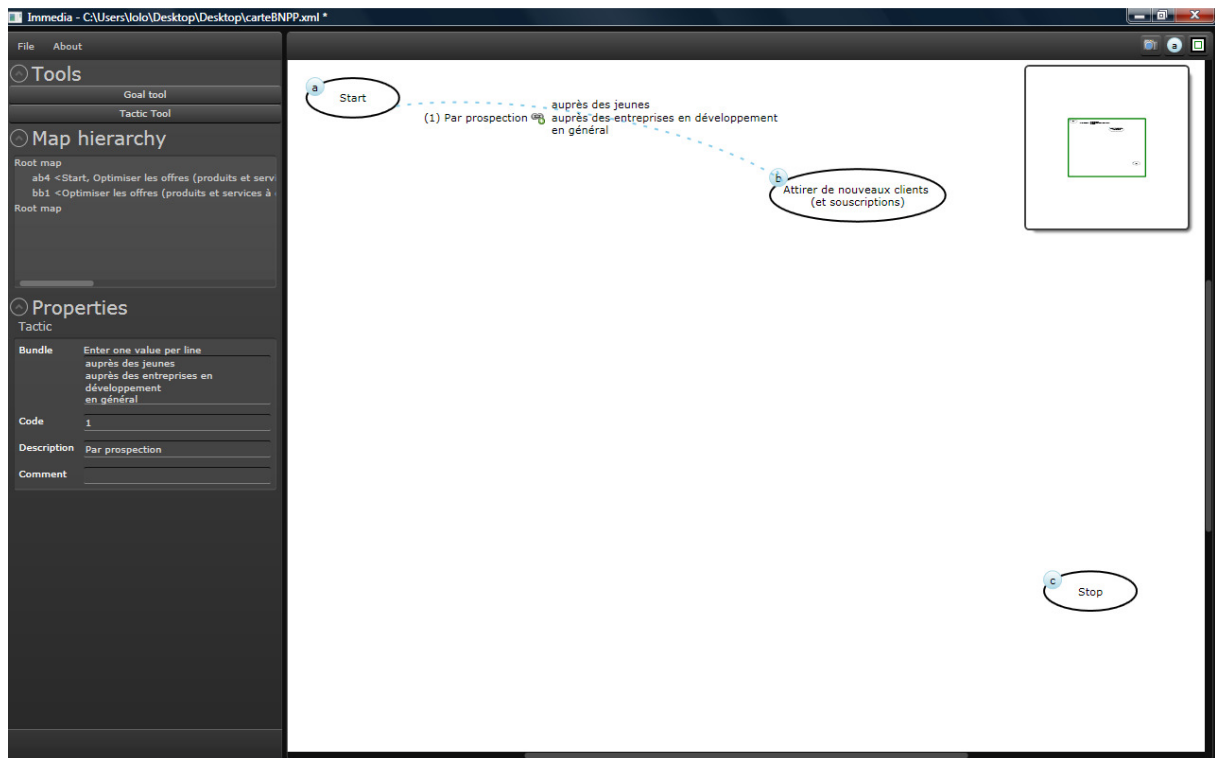 Immedia - C:\Users\lolo\Desktop\Desktop\carteBNPP.xml *
File About
Tools
Goal tool
Tactic Tool
Map hierarchy
Root map
ab4 <Start, Optimiser les offres (produits et servi
bb1 <Optimiser les offres (produits et services à
Root map
Properties
Tactic
Bundle Enter one value per line
auprès des jeunes
auprès des entreprises en
développement
en général
Code 1
Description Par prospection
Comment
a
a
Start
(1) Par prospection
auprès des jeunes
auprès des entreprises en développement
en général
b
Attirer de nouveaux clients
(et souscriptions)
c
Stop